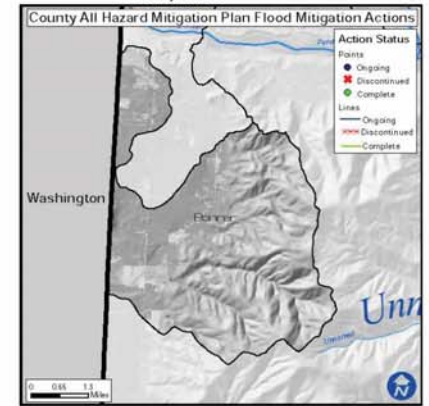 County All Hazard Mitigation Plan Flood Mitigation Actions
Action Status
Points
Ongoing
Discontinued
Complete
Lines
Ongoing
Discontinued
Complete
Washington
Bonner
Unn
Unnamed
0 0.65 1.3
Miles
N